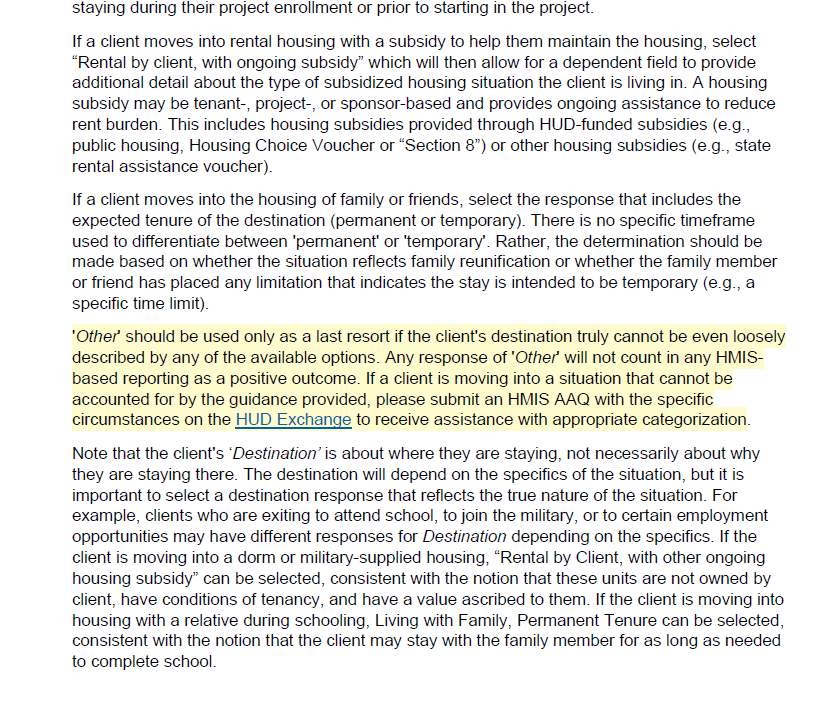 staying during their project enrollment or prior to starting in the project.
If a client moves into rental housing with a subsidy to help them maintain the housing, select
“Rental by client, with ongoing subsidy” which will then allow for a dependent field to provide
additional detail about the type of subsidized housing situation the client is living in. A housing
subsidy may be tenant-, project-, or sponsor-based and provides ongoing assistance to reduce
rent burden. This includes housing subsidies provided through HUD-funded subsidies (e.g.,
public housing, Housing Choice Voucher or “Section 8”) or other housing subsidies (e.g., state
rental assistance voucher).
If a client moves into the housing of family or friends, select the response that includes the
expected tenure of the destination (permanent or temporary). There is no specific timeframe
used to differentiate between 'permanent' or 'temporary'. Rather, the determination should be
made based on whether the situation reflects family reunification or whether the family member
or friend has placed any limitation that indicates the stay is intended to be temporary (e.g., a
specific time limit).
'Other' should be used only as a last resort if the client's destination truly cannot be even loosely
described by any of the available options. Any response of 'Other' will not count in any HMIS-
based reporting as a positive outcome. If a client is moving into a situation that cannot be
accounted for by the guidance provided, please submit an HMIS AAQ with the specific
circumstances on the HUD Exchange to receive assistance with appropriate categorization.
Note that the client's ‘Destination’ is about where they are staying, not necessarily about why
they are staying there. The destination will depend on the specifics of the situation, but it is
important to select a destination response that reflects the true nature of the situation. For
example, clients who are exiting to attend school, to join the military, or to certain employment
opportunities may have different responses for Destination depending on the specifics. If the
client is moving into a dorm or military-supplied housing, “Rental by Client, with other ongoing
housing subsidy” can be selected, consistent with the notion that these units are not owned by
client, have conditions of tenancy, and have a value ascribed to them. If the client is moving into
housing with a relative during schooling, Living with Family, Permanent Tenure can be selected,
consistent with the notion that the client may stay with the family member for as long as needed
to complete school.